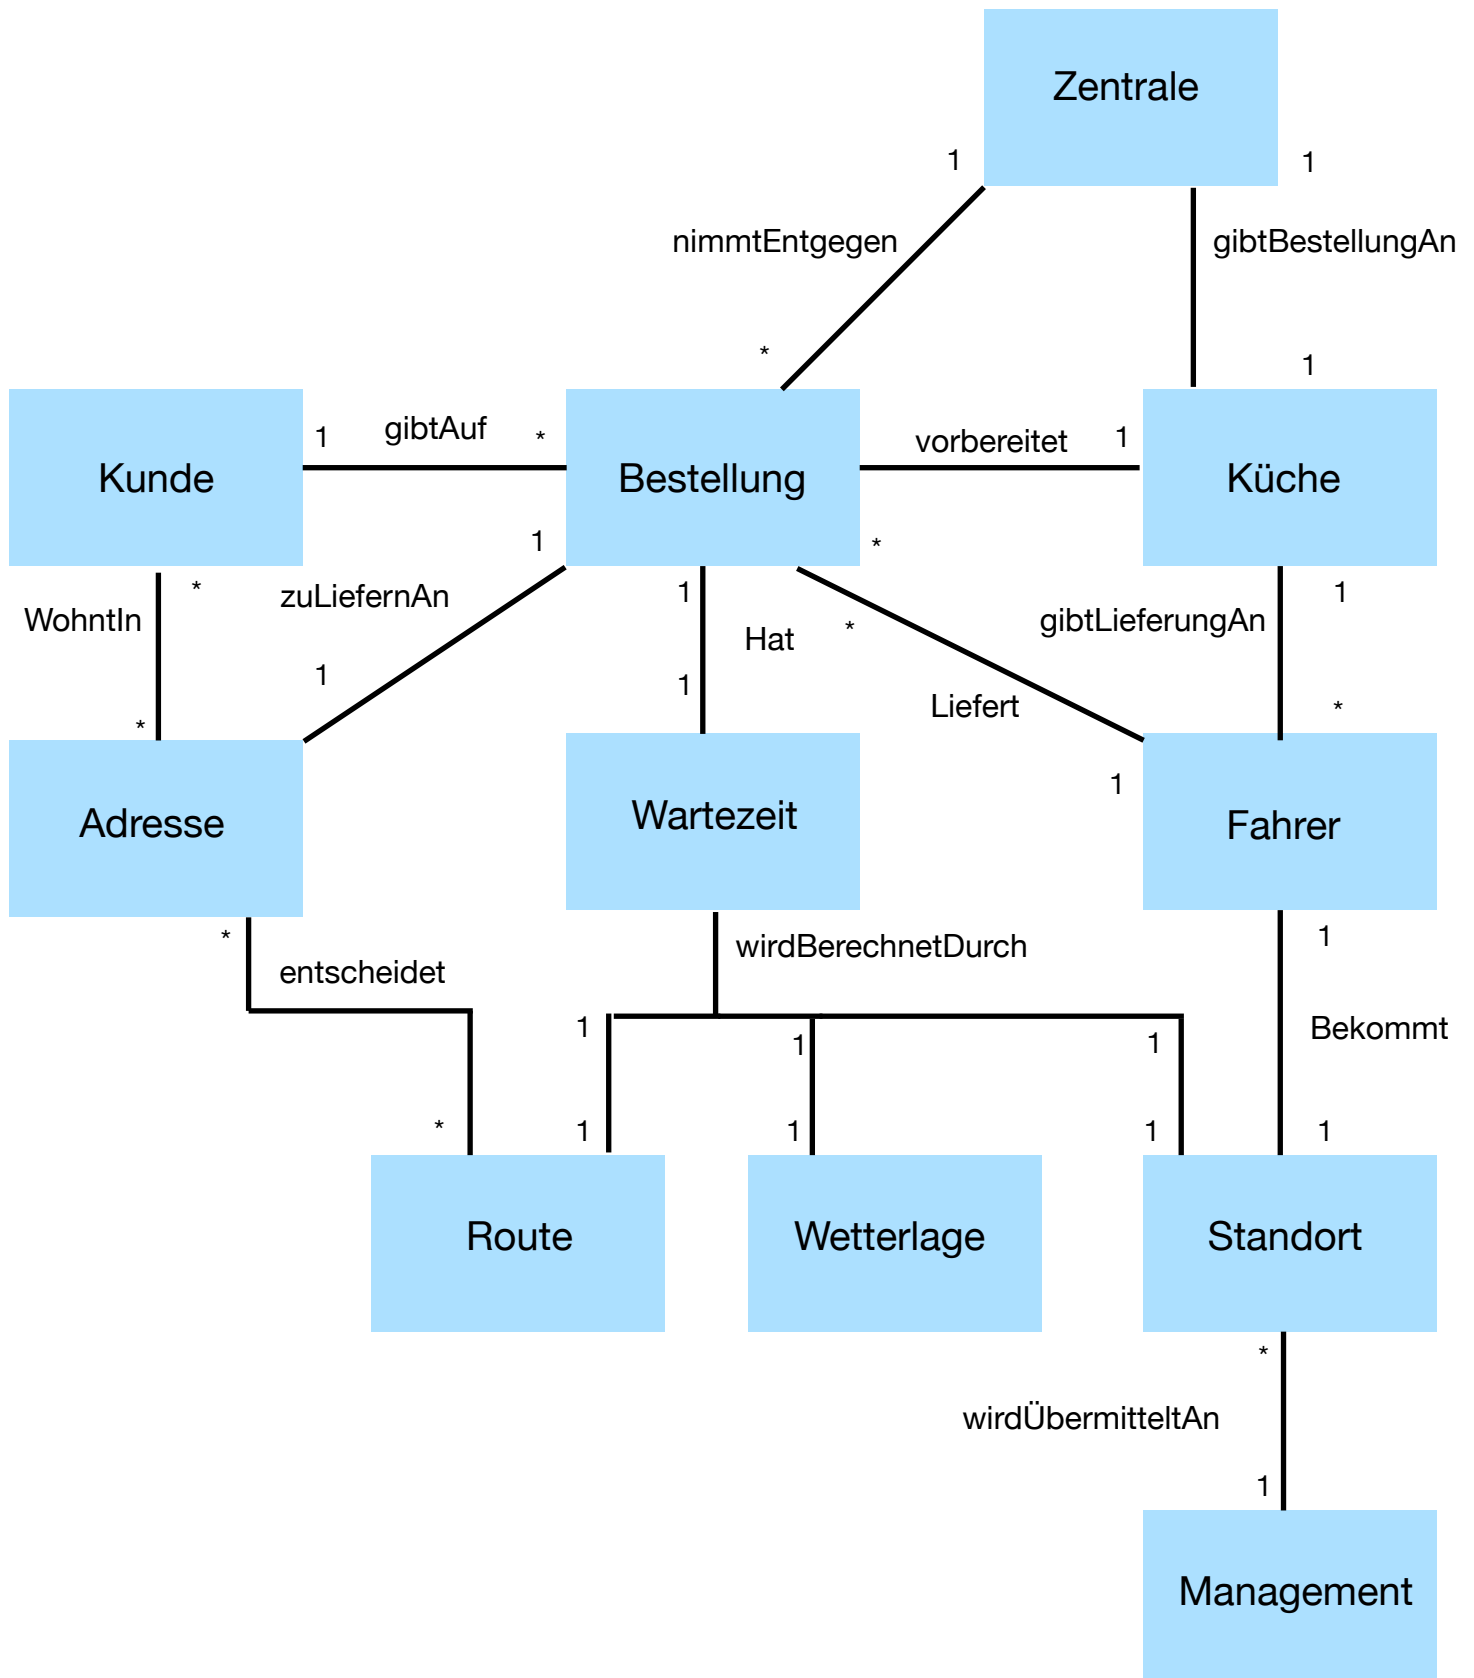 Zentrale
1
1
nimmtEntgegen
gibtBestellungAn
*
1
1
gibtAuf
*
vorbereitet
1
Kunde
Bestellung
Küche
1
*
*
zuLiefernAn
1
1
WohntIn
Hat
*
gibtLieferungAn
1
1
Liefert
*
*
1
Adresse
Wartezeit
Fahrer
*
wirdBerechnetDurch
1
entscheidet
1
1
1
Bekommt
*
1
1
1
1
Route
Wetterlage
Standort
*
wirdÜbermitteltAn
1
Management